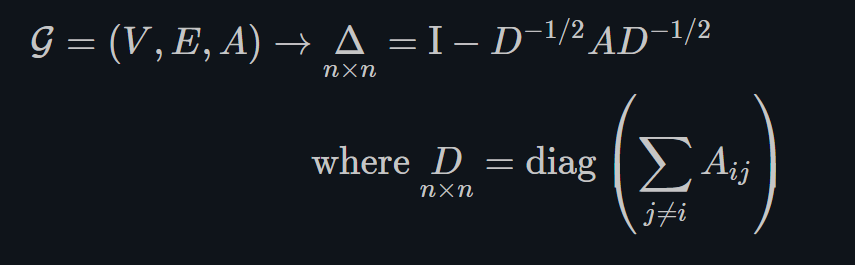 𝒢 = (V, E, A) → Δ_{n×n} = I − D^{−1/2} A D^{−1/2}
where D_{n×n} = diag ( ∑_{j≠i} A_{ij} )